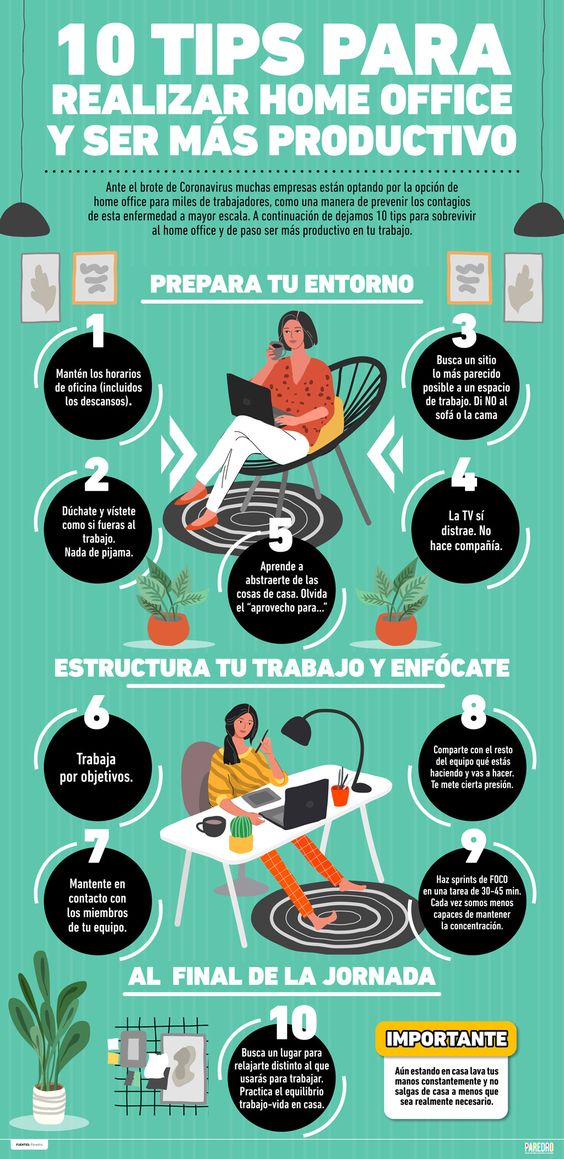 10 TIPS PARA
REALIZAR HOME OFFICE
Y SER MÁS PRODUCTIVO
Ante el brote de Coronavirus muchas empresas están optando por la opción de
home office para miles de trabajadores, como una manera de prevenir los contagios
de esta enfermedad a mayor escala. A continuación de dejamos 10 tips para sobrevivir
al home office y de paso ser más productivo en tu trabajo.
PREPARA TU ENTORNO
1
Mantén los horarios
de oficina (incluidos
los descansos).
2
Dúchate y vístete
como si fueras al
trabajo.
Nada de pijama.
3
Busca un sitio
lo más parecido
posible a un espacio
de trabajo. Di NO al
sofá o la cama
4
La TV sí
distrae. No
hace compañía.
5
Aprende a
abstraerte de las
cosas de casa. Olvida
el "aprovecho para..."
ESTRUCTURA TU TRABAJO Y ENFÓCATE
6
Trabaja
por objetivos.
7
Mantente en
contacto con
los miembros
de tu equipo.
8
Comparte con el resto
del equipo qué estás
haciendo y vas a hacer.
Te mete cierta presión.
9
Haz sprints de FOCO
en una tarea de 30-45 min.
Cada vez somos menos
capaces de mantener
la concentración.
AL FINAL DE LA JORNADA
10
Busca un lugar para
relajarte distinto al que
usarás para trabajar.
Practica el equilibrio
trabajo-vida en casa.
IMPORTANTE
Aún estando en casa lava tus
manos constantemente y no
salgas de casa a menos que
sea realmente necesario.
FUENTES: Paredro
PAREDRO